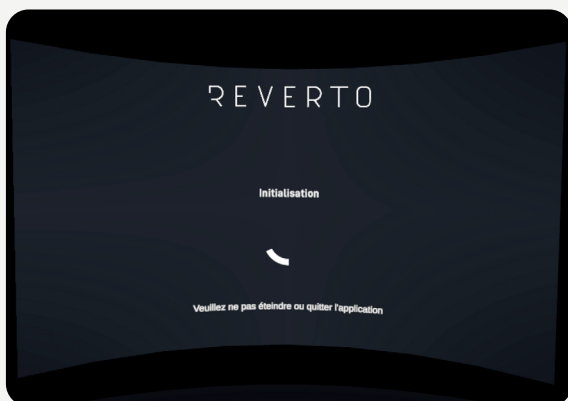 REVERTO
Initialisation
Veuillez ne pas éteindre ou quitter l'application